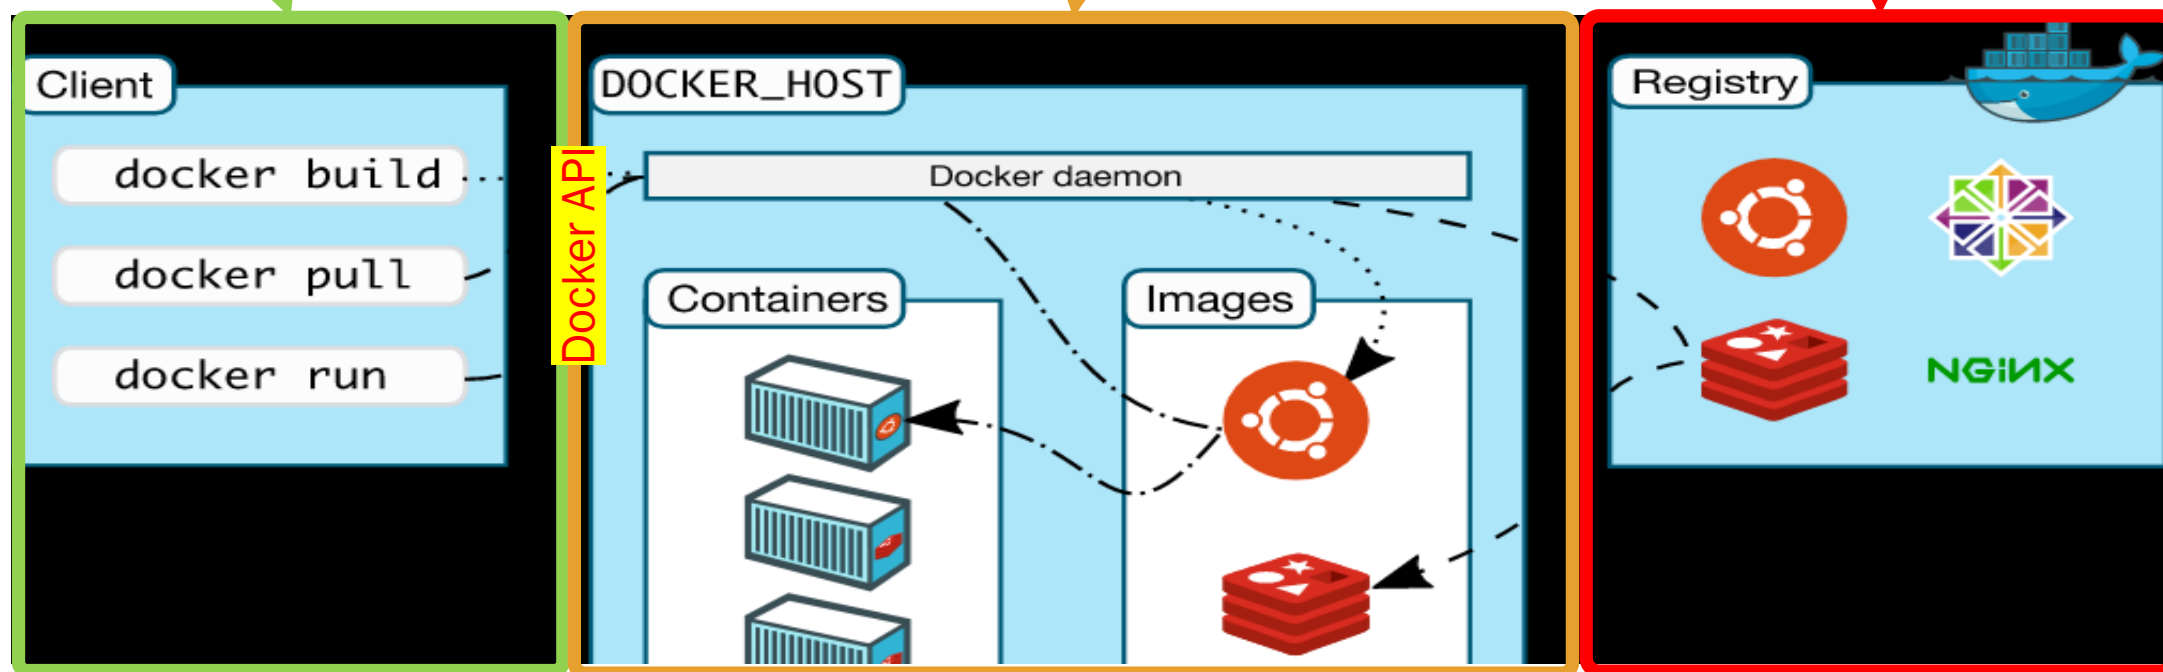 Client
docker build
docker pull
docker run
Docker API
DOCKER_HOST
Docker daemon
Containers
Images
Registry
NGiNX